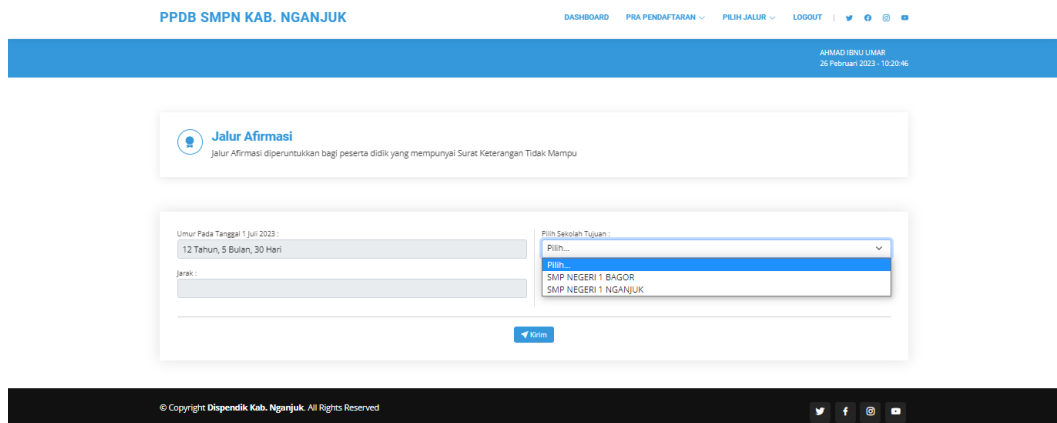 PPDB SMPN KAB. NGANJUK
DASHBOARD PRA PENDAFTARAN PILIH JALUR LOGOUT
AHMAD IBNU UMAR
26 Pebruari 2023 - 10:20:46
Jalur Afirmasi
Jalur Afirmasi diperuntukkan bagi peserta didik yang mempunyai Surat Keterangan Tidak Mampu
Umur Pada Tanggal 1 Juli 2023 :
12 Tahun, 5 Bulan, 30 Hari
Jarak :
Pilih Sekolah Tujuan :
Pilih...
Pilih...
SMP NEGERI 1 BAGOR
SMP NEGERI 1 NGANJUK
Kirim
© Copyright Dispendik Kab. Nganjuk. All Rights Reserved